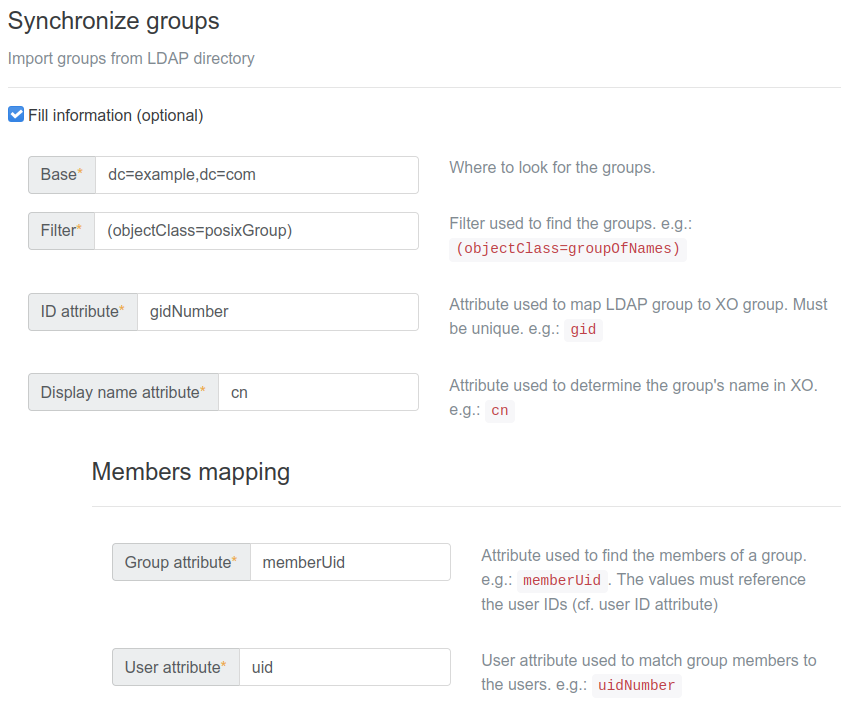 Synchronize groups
Import groups from LDAP directory
Fill information (optional)
Base* dc=example,dc=com
Where to look for the groups.
Filter* (objectClass=posixGroup)
Filter used to find the groups. e.g.:
(objectClass=groupOfNames)
ID attribute* gidNumber
Attribute used to map LDAP group to XO group. Must
be unique. e.g.: gid
Display name attribute* cn
Attribute used to determine the group's name in XO.
e.g.: cn
Members mapping
Group attribute* memberUid
Attribute used to find the members of a group.
e.g.: memberUid. The values must reference
the user IDs (cf. user ID attribute)
User attribute* uid
User attribute used to match group members to
the users. e.g.: uidNumber